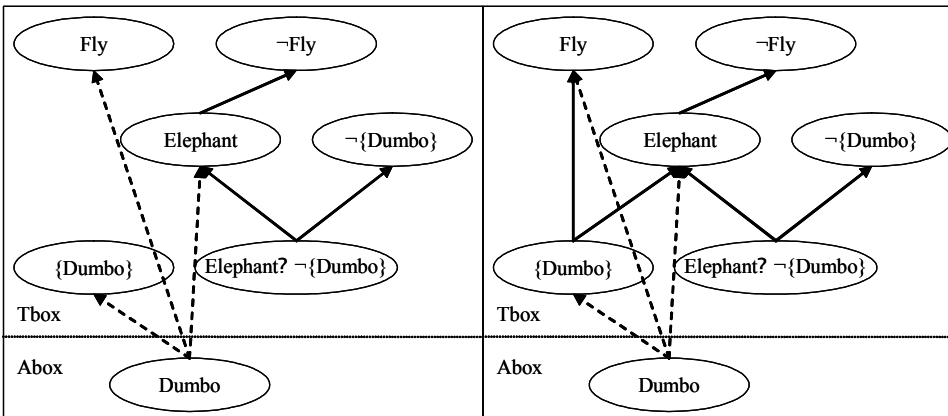 Fly
¬Fly
Elephant
¬{Dumbo}
{Dumbo}
Elephant? ¬{Dumbo}
Tbox
Abox
Dumbo
Fly
¬Fly
Elephant
¬{Dumbo}
{Dumbo}
Elephant? ¬{Dumbo}
Tbox
Abox
Dumbo